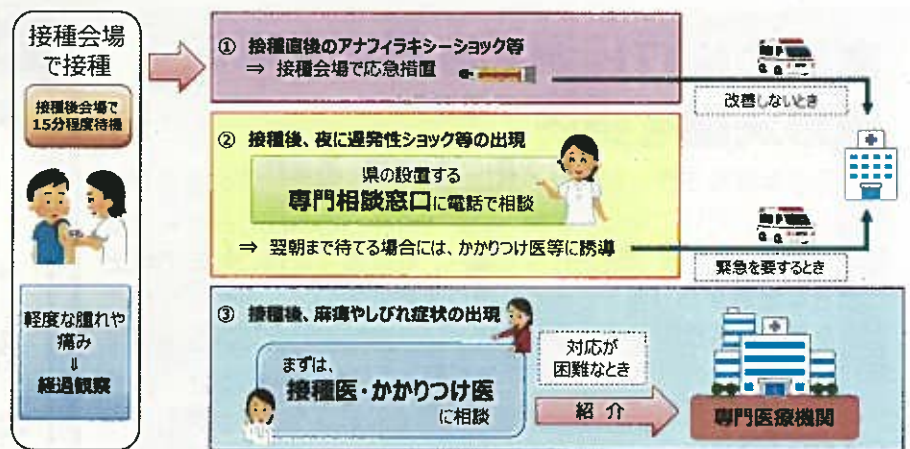 接種会場
で接種
接種後会場で
15分程度待機
軽度な腫れや
痛み
⇓
経過観察
① 接種直後のアナフィラキシーショック等
⇒ 接種会場で応急措置
改善しないとき
② 接種後、夜に遅発性ショック等の出現
県の設置する
専門相談窓口に電話で相談
⇒ 翌朝まで待てる場合には、かかりつけ医等に誘導
緊急を要するとき
③ 接種後、麻痺やしびれ症状の出現
まずは、
接種医・かかりつけ医
に相談
対応が
困難なとき
紹 介
専門医療機関